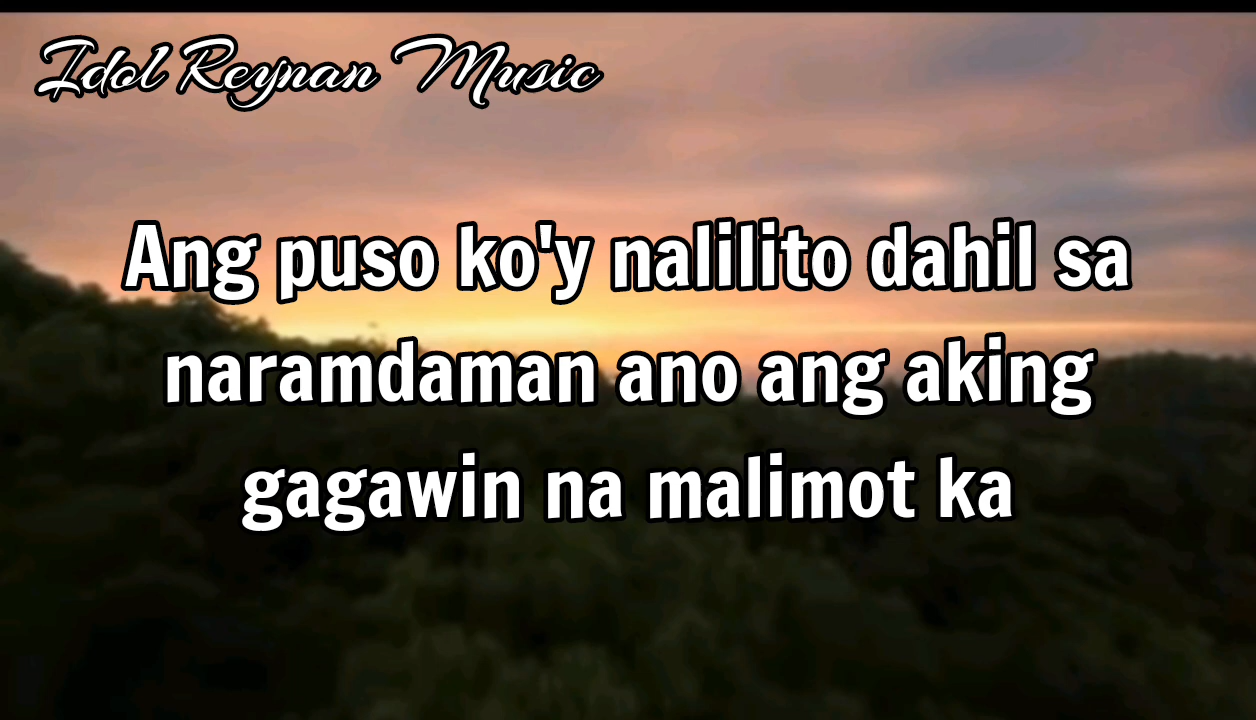 Idol Reynan Music
Ang puso ko'y nalilito dahil sa
naramdaman ano ang aking
gagawin na malimot ka